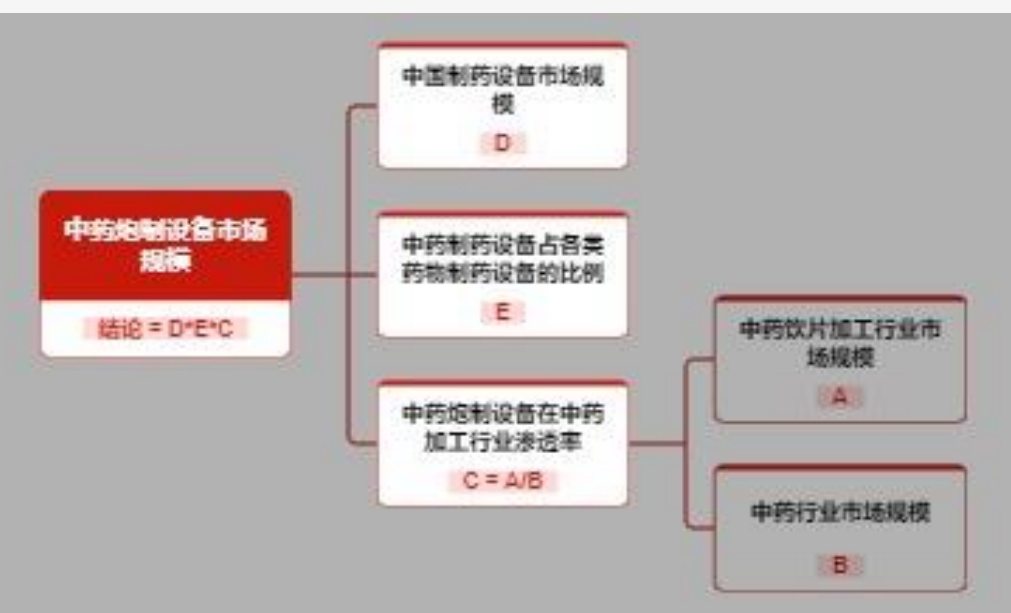 中国制药设备市场规
模
D
中药炮制设备市场
规模
结论 = D*E*C
中药制药设备占各类
药物制药设备的比例
E
中药炮制设备在中药
加工行业渗透率
C = A/B
中药饮片加工行业市
场规模
A
中药行业市场规模
B